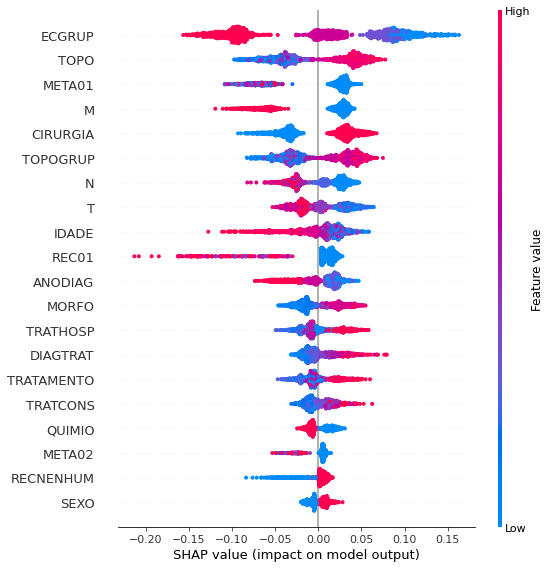 High
ECGRUP
TOPO
META01
M
CIRURGIA
TOPOGRUP
N
T
IDADE
REC01
ANODIAG
MORFO
TRATHOSP
DIAGTRAT
TRATAMENTO
TRATCONS
QUIMIO
META02
RECNENHUM
SEXO
Feature value
Low
−0.20 −0.15 −0.10 −0.05 0.00 0.05 0.10 0.15
SHAP value (impact on model output)